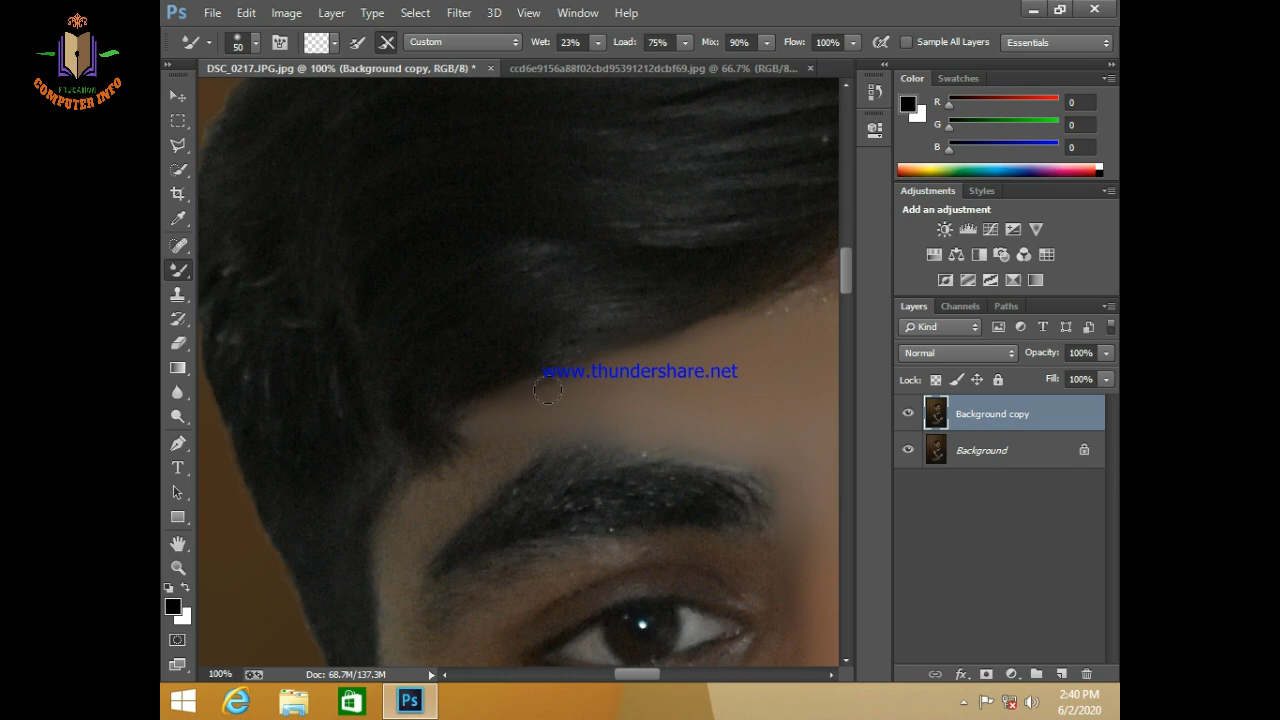 Ps File Edit Image Layer Type Select Filter 3D View Window Help
50 Custom Wet: 23% Load: 75% Mix: 90% Flow: 100% Sample All Layers Essentials
DSC_0217.JPG.jpg @ 100% (Background copy, RGB/8) * ccd6e9156a88f02cbd95391212dcbf69.jpg @ 66.7% (RGB/8...
EDUCATION
COMPUTER INFO
Color Swatches
R 0
G 0
B 0
Adjustments Styles
Add an adjustment
Layers Channels Paths
Kind
Normal Opacity: 100%
Lock: Fill: 100%
Background copy
Background
www.thundershare.net
100% Doc: 68.7M/137.3M
Ps
2:40 PM
6/2/2020